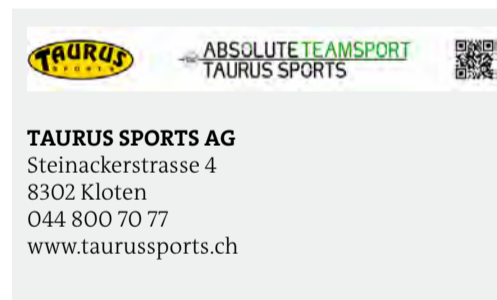 TAURUS
SPORTS
ABSOLUTE TEAMSPORT
TAURUS SPORTS
TAURUS SPORTS AG
Steinackerstrasse 4
8302 Kloten
044 800 70 77
www.taurussports.ch